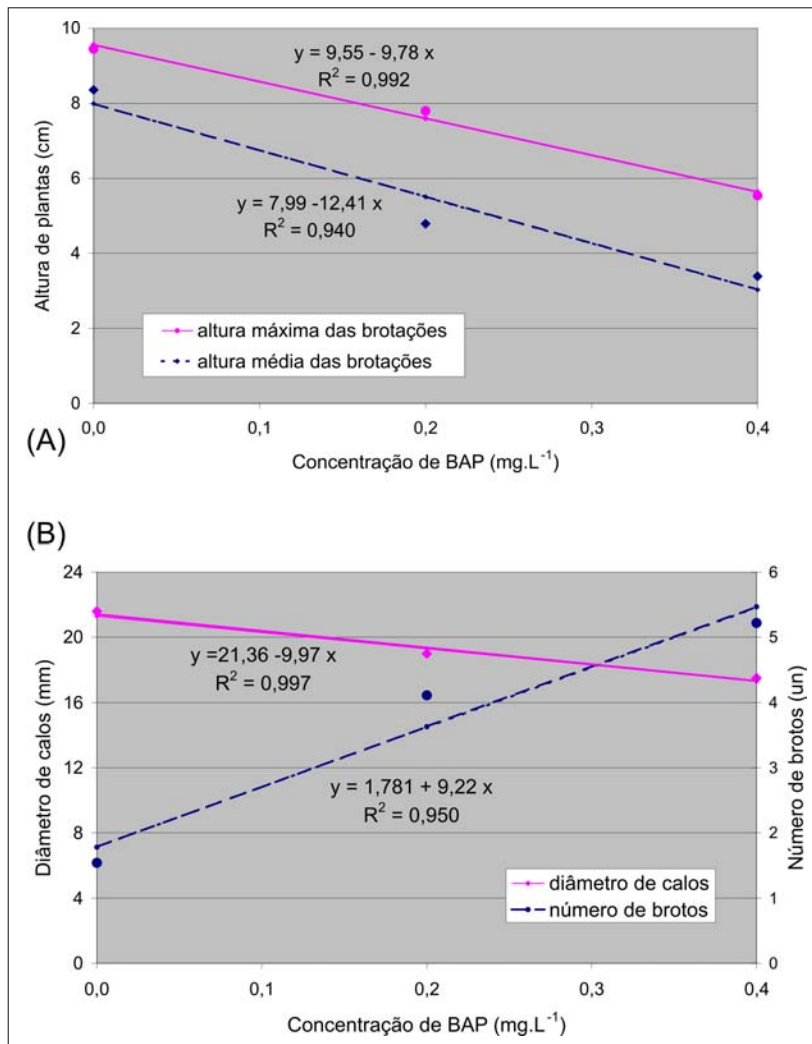 10
8
6
4
2
0
Altura de plantas (cm)
y = 9,55 - 9,78 x
R² = 0,992
y = 7,99 -12,41 x
R² = 0,940
altura máxima das brotações
altura média das brotações
0,0 0,1 0,2 0,3 0,4
(A)
Concentração de BAP (mg.L⁻¹)
(B)
24
20
16
12
8
4
0
Diâmetro de calos (mm)
6
5
4
3
2
1
0
Número de brotos (un)
y =21,36 -9,97 x
R² = 0,997
y = 1,781 + 9,22 x
R² = 0,950
diâmetro de calos
número de brotos
0,0 0,1 0,2 0,3 0,4
Concentração de BAP (mg.L⁻¹)